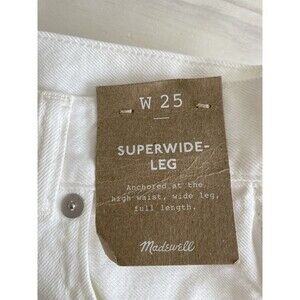 W 25
SUPERWIDE-
LEG
Anchored at the
high waist, wide leg,
full length.
Madewell